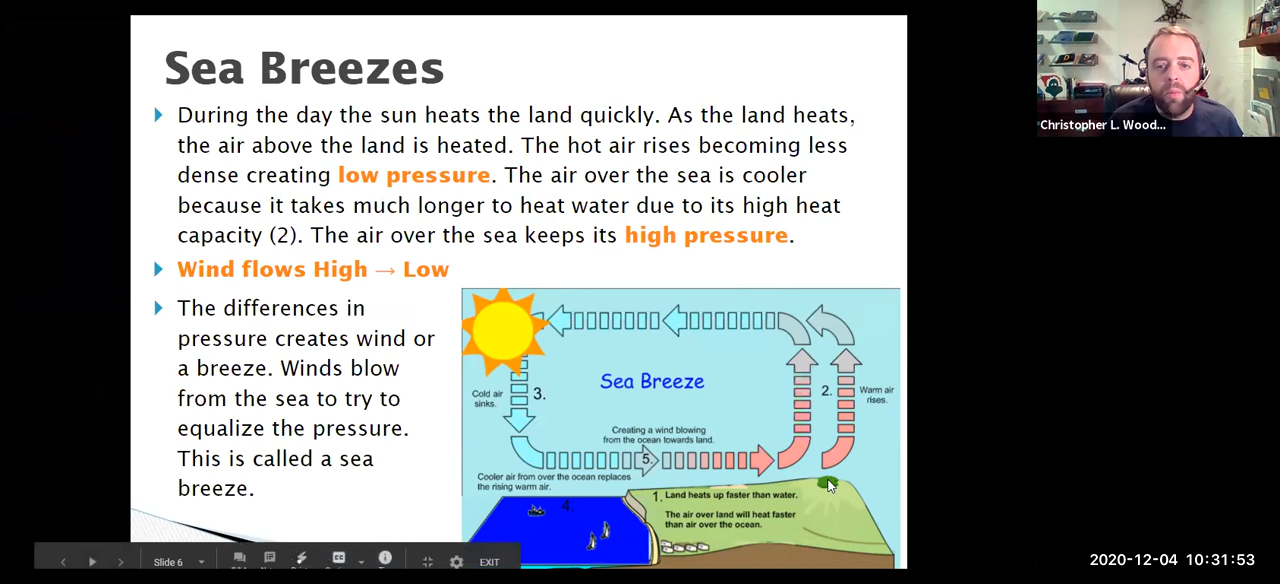 Sea Breezes
During the day the sun heats the land quickly. As the land heats,
the air above the land is heated. The hot air rises becoming less
dense creating low pressure. The air over the sea is cooler
because it takes much longer to heat water due to its high heat
capacity (2). The air over the sea keeps its high pressure.
Wind flows High → Low
The differences in
pressure creates wind or
a breeze. Winds blow
from the sea to try to
equalize the pressure.
This is called a sea
breeze.
Sea Breeze
Cold air
sinks.
3.
2.
Warm air
rises.
Creating a wind blowing
from the ocean towards land.
5.
Cooler air from over the ocean replaces
the rising warm air.
4.
1. Land heats up faster than water.
The air over land will heat faster
than air over the ocean.
Slide 6
EXIT
Christopher L. Wood...
2020-12-04 10:31:53